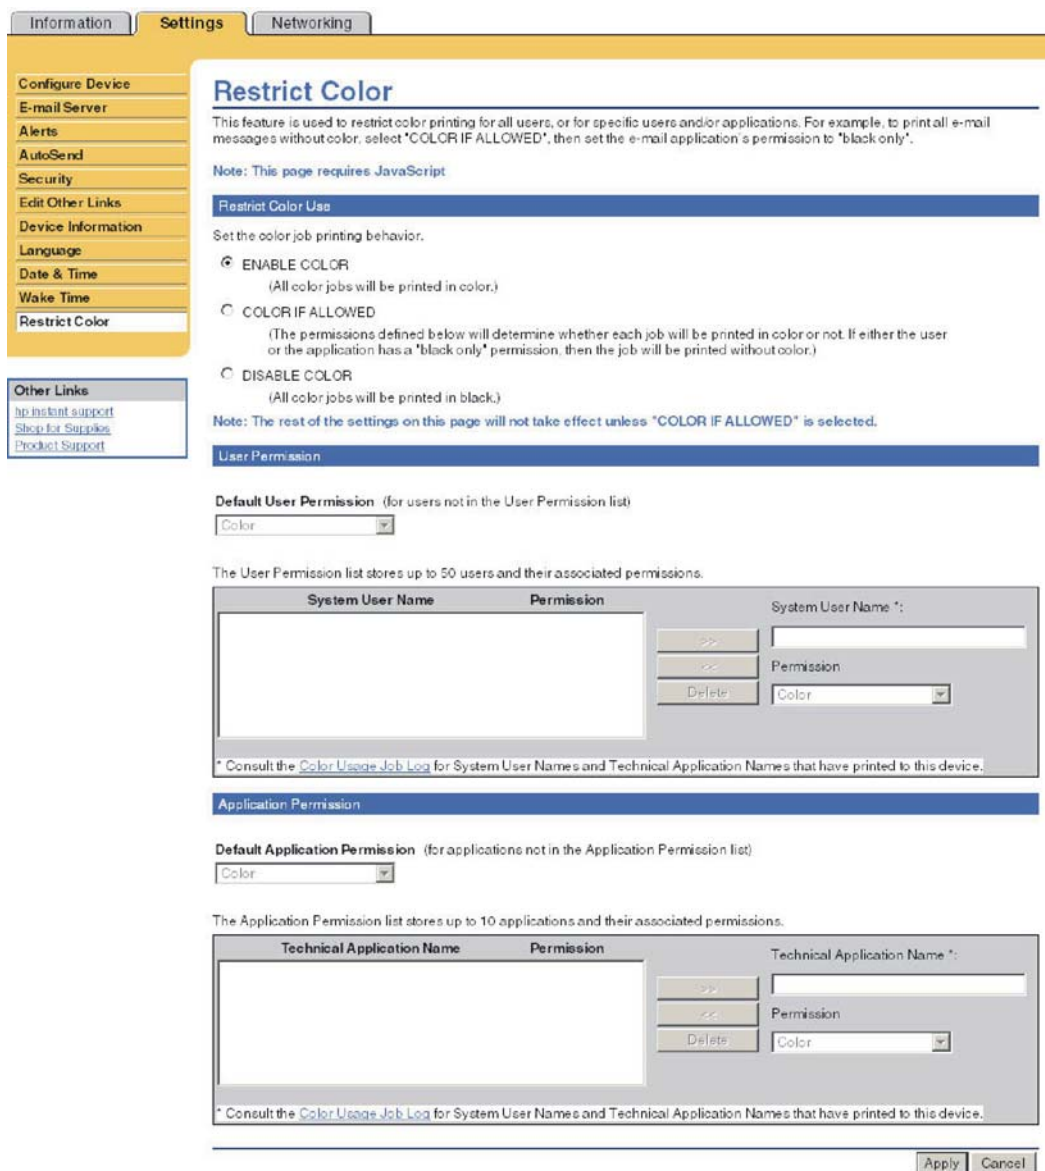 Information
Settings
Networking
Configure Device
E-mail Server
Alerts
AutoSend
Security
Edit Other Links
Device Information
Language
Date & Time
Wake Time
Restrict Color
Other Links
hp instant support
Shop for Supplies
Product Support
Restrict Color
This feature is used to restrict color printing for all users, or for specific users and/or applications. For example, to print all e-mail
messages without color, select "COLOR IF ALLOWED", then set the e-mail application's permission to "black only".
Note: This page requires JavaScript
Restrict Color Use
Set the color job printing behavior.
ENABLE COLOR
(All color jobs will be printed in color.)
COLOR IF ALLOWED
(The permissions defined below will determine whether each job will be printed in color or not. If either the user
or the application has a "black only" permission, then the job will be printed without color.)
DISABLE COLOR
(All color jobs will be printed in black.)
Note: The rest of the settings on this page will not take effect unless "COLOR IF ALLOWED" is selected.
User Permission
Default User Permission (for users not in the User Permission list)
Color
The User Permission list stores up to 50 users and their associated permissions.
System User Name Permission
System User Name *:
>>
<<
Permission
Delete
Color
* Consult the Color Usage Job Log for System User Names and Technical Application Names that have printed to this device.
Application Permission
Default Application Permission (for applications not in the Application Permission list)
Color
The Application Permission list stores up to 10 applications and their associated permissions.
Technical Application Name Permission
Technical Application Name *:
>>
<<
Permission
Delete
Color
* Consult the Color Usage Job Log for System User Names and Technical Application Names that have printed to this device.
Apply
Cancel